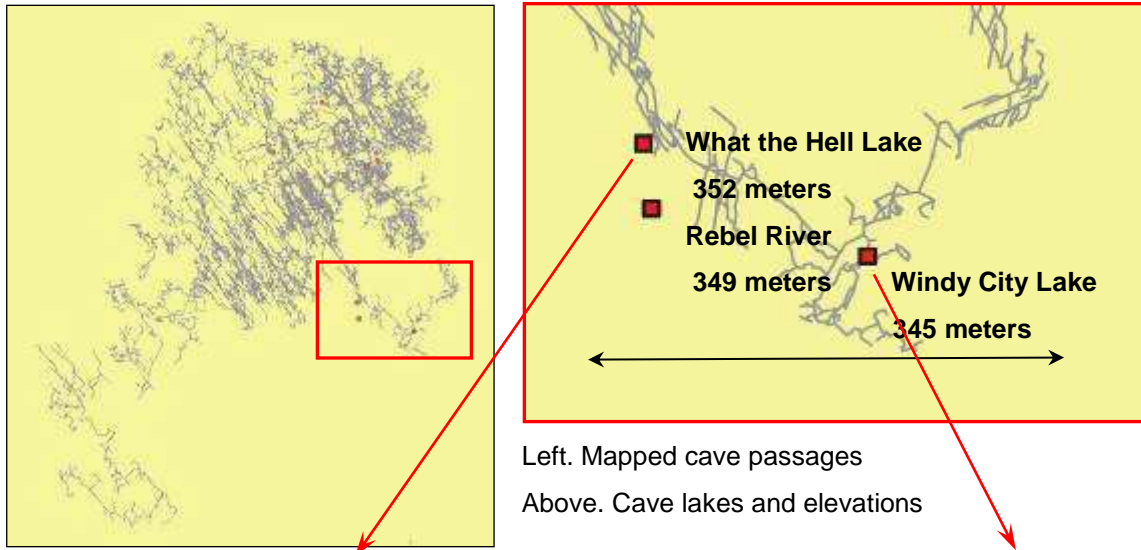 What the Hell Lake
352 meters
Rebel River
349 meters
Windy City Lake
345 meters
Left. Mapped cave passages
Above. Cave lakes and elevations